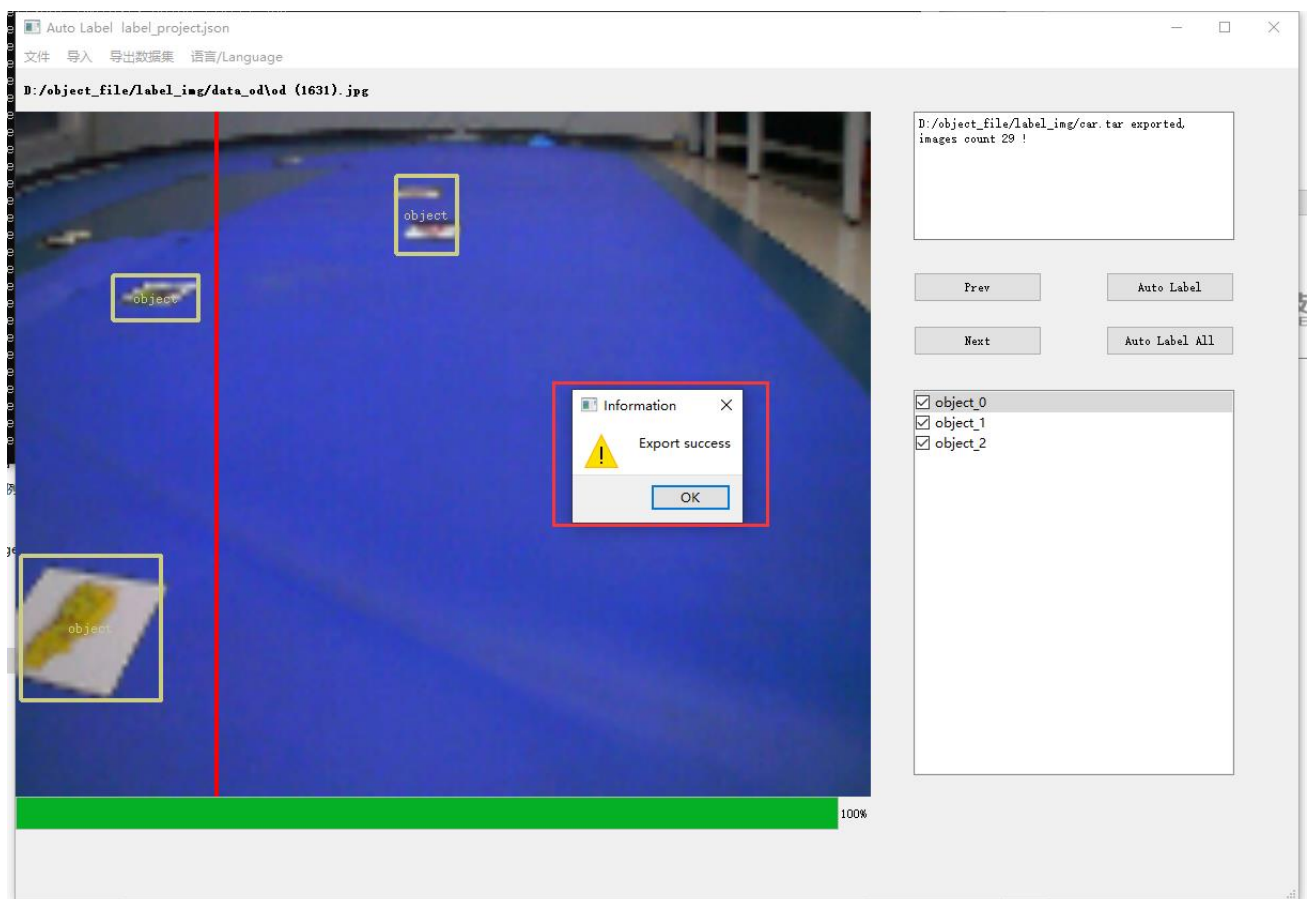 Auto Label label_project.json
文件 导入 导出数据集 语言/Language
D:/object_file/label_img/data_od\od (1631).jpg
D:/object_file/label_img/car.tar exported,
images count 29 !
object
object
object
Prev
Auto Label
Next
Auto Label All
Information
Export success
OK
object_0
object_1
object_2
100%